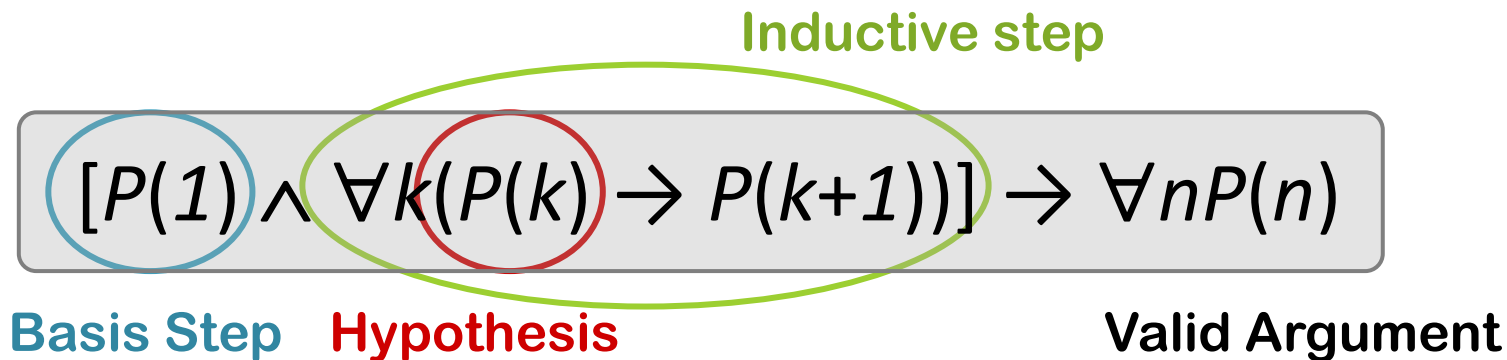 Inductive step
[P(1) ∧ ∀k(P(k) → P(k+1))] → ∀nP(n)
Basis Step Hypothesis Valid Argument